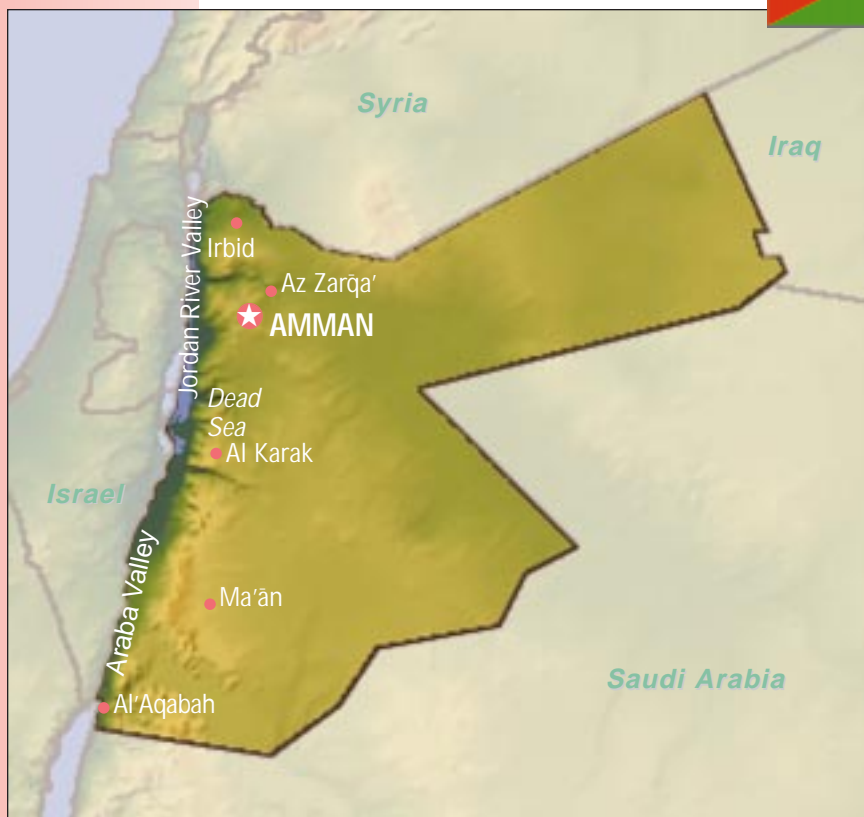 Syria
Iraq
Jordan River Valley
Irbid
Az Zarqa'
AMMAN
Dead
Sea
Al Karak
Israel
Araba Valley
Ma'ān
Saudi Arabia
Al'Aqabah